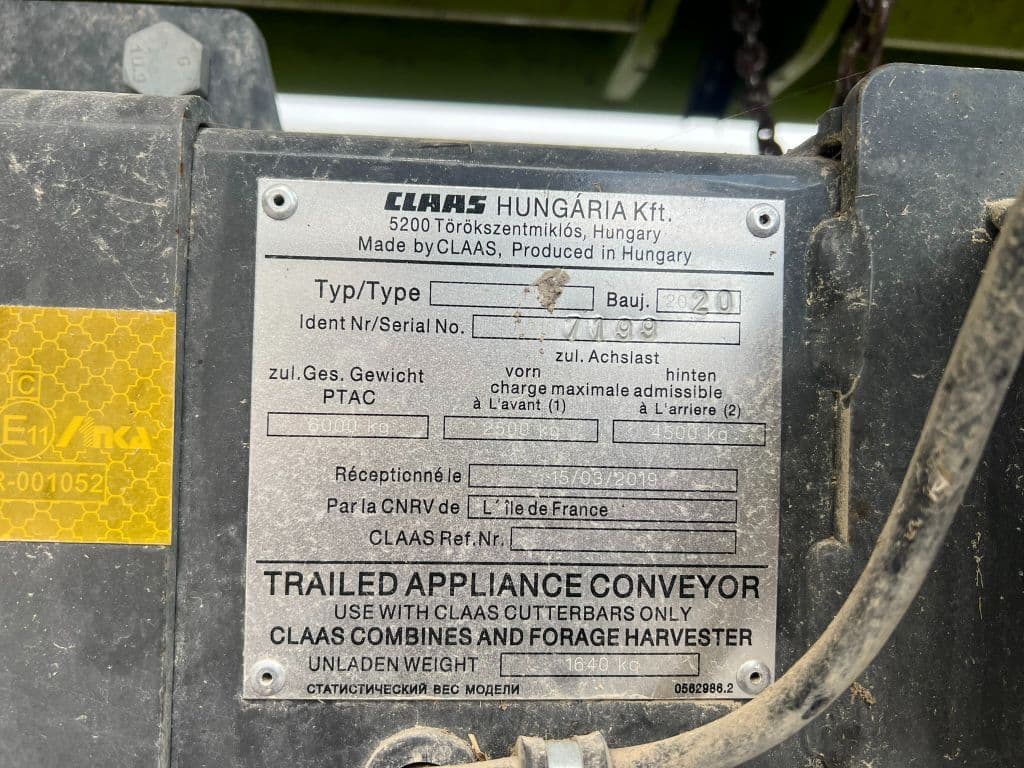 10.9
CLAAS HUNGÁRIA Kft.
5200 Törökszentmiklós, Hungary
Made by CLAAS, Produced in Hungary
Typ/Type Bauj. 2020
Ident Nr/Serial No. 7199
zul. Achslast
zul.Ges. Gewicht vorn hinten
PTAC charge maximale admissible
à L'avant (1) à L'arriere (2)
6000 kg 2500 kg 4500 kg
Réceptionné le 15/03/2019
Par la CNRV de L'île de France
CLAAS Ref.Nr.
TRAILED APPLIANCE CONVEYOR
USE WITH CLAAS CUTTERBARS ONLY
CLAAS COMBINES AND FORAGE HARVESTER
UNLADEN WEIGHT 1640 kg
СТАТИСТИЧЕСКИЙ ВЕС МОДЕЛИ 0562986.2
C
E11
R-001052